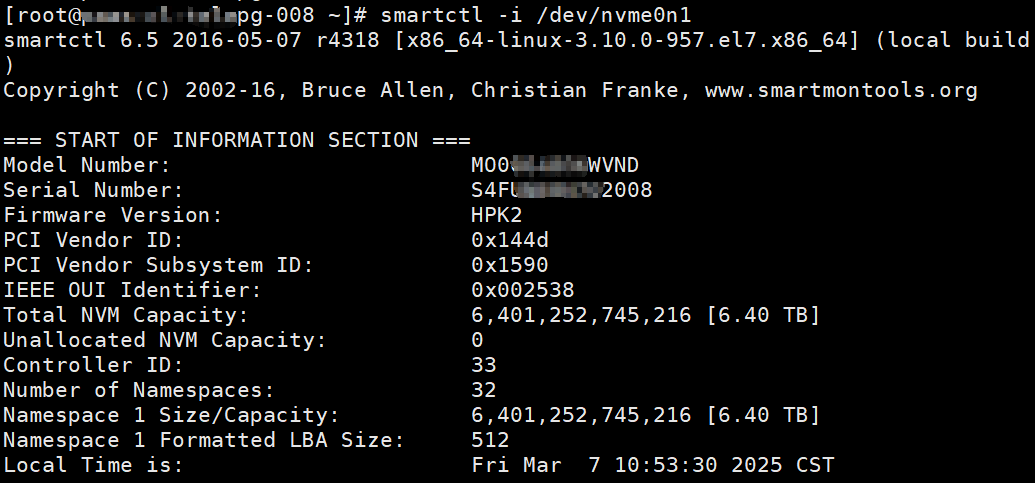 [root@ pg-008 ~]# smartctl -i /dev/nvme0n1
smartctl 6.5 2016-05-07 r4318 [x86_64-linux-3.10.0-957.el7.x86_64] (local build
)
Copyright (C) 2002-16, Bruce Allen, Christian Franke, www.smartmontools.org

=== START OF INFORMATION SECTION ===
Model Number: MO0 WVND
Serial Number: S4FU 2008
Firmware Version: HPK2
PCI Vendor ID: 0x144d
PCI Vendor Subsystem ID: 0x1590
IEEE OUI Identifier: 0x002538
Total NVM Capacity: 6,401,252,745,216 [6.40 TB]
Unallocated NVM Capacity: 0
Controller ID: 33
Number of Namespaces: 32
Namespace 1 Size/Capacity: 6,401,252,745,216 [6.40 TB]
Namespace 1 Formatted LBA Size: 512
Local Time is: Fri Mar  7 10:53:30 2025 CST